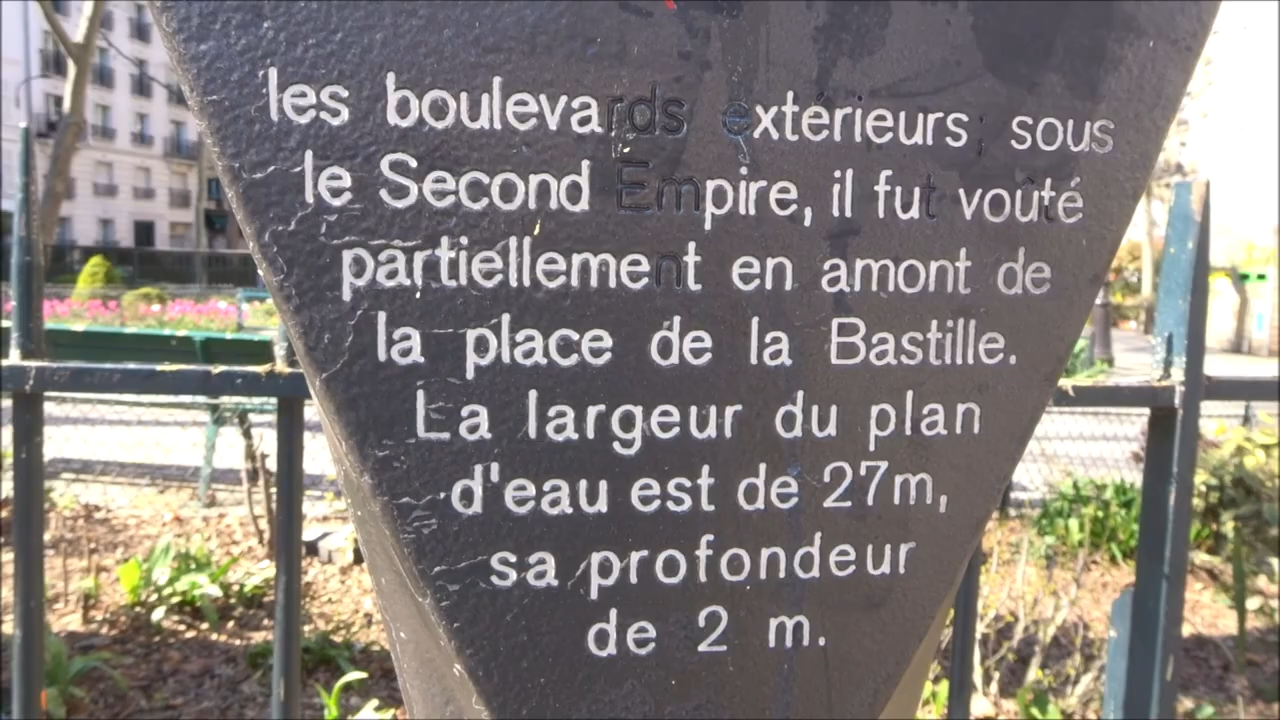 les boulevards extérieurs ; sous
le Second Empire, il fut voûté
partiellement en amont de
la place de la Bastille.
La largeur du plan
d'eau est de 27m,
sa profondeur
de 2 m.